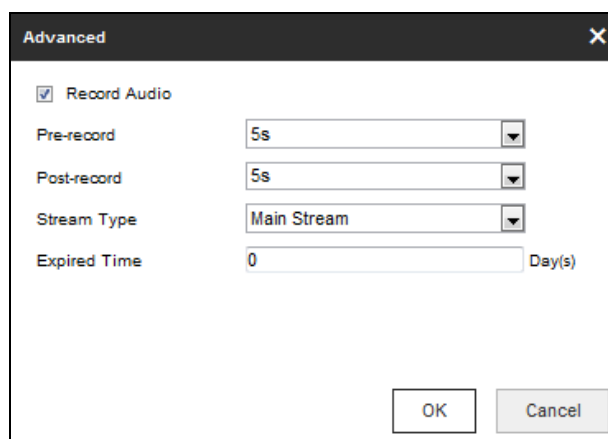 Advanced
Record Audio
Pre-record 5s
Post-record 5s
Stream Type Main Stream
Expired Time 0 Day(s)
OK Cancel